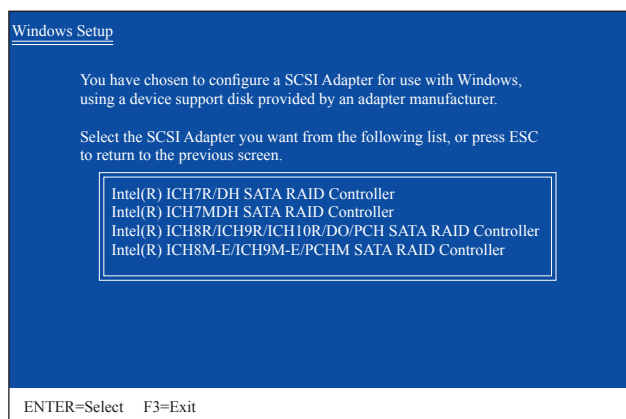 Windows Setup
You have chosen to configure a SCSI Adapter for use with Windows,
using a device support disk provided by an adapter manufacturer.
Select the SCSI Adapter you want from the following list, or press ESC
to return to the previous screen.
Intel(R) ICH7R/DH SATA RAID Controller
Intel(R) ICH7MDH SATA RAID Controller
Intel(R) ICH8R/ICH9R/ICH10R/DO/PCH SATA RAID Controller
Intel(R) ICH8M-E/ICH9M-E/PCHM SATA RAID Controller
ENTER=Select F3=Exit